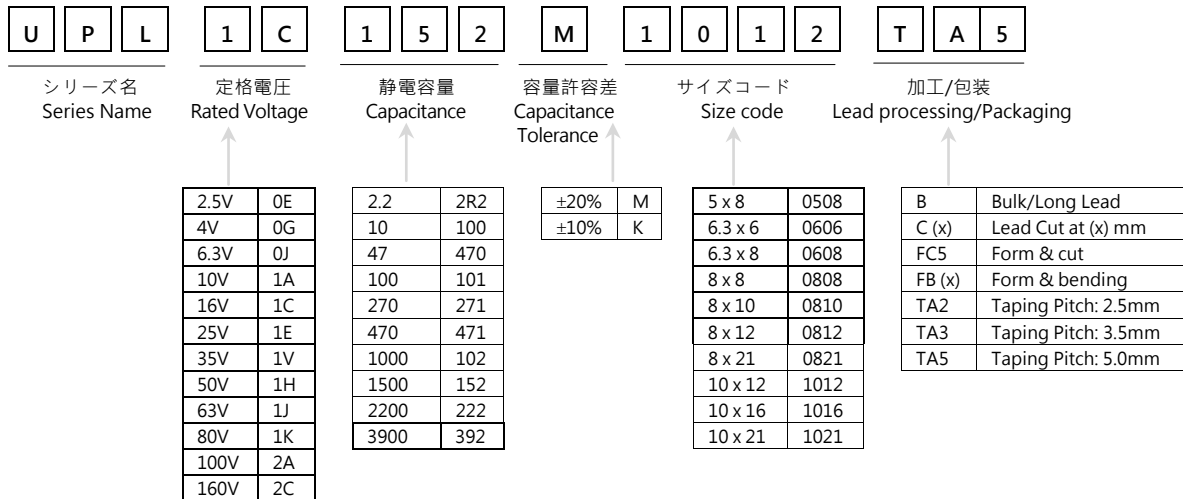 U P L 1 C 1 5 2 M 1 0 1 2 T A 5
シリーズ名 定格電圧 静電容量 容量許容差 サイズコード 加工/包装
Series Name Rated Voltage Capacitance Capacitance Size code Lead processing/Packaging
Tolerance
2.5V 0E 2.2 2R2 ±20% M 5 x 8 0508 B Bulk/Long Lead
4V 0G 10 100 ±10% K 6.3 x 6 0606 C (x) Lead Cut at (x) mm
6.3V 0J 47 470 6.3 x 8 0608 FC5 Form & cut
10V 1A 100 101 8 x 8 0808 FB (x) Form & bending
16V 1C 270 271 8 x 10 0810 TA2 Taping Pitch: 2.5mm
25V 1E 470 471 8 x 12 0812 TA3 Taping Pitch: 3.5mm
35V 1V 1000 102 8 x 21 0821 TA5 Taping Pitch: 5.0mm
50V 1H 1500 152 10 x 12 1012
63V 1J 2200 222 10 x 16 1016
80V 1K 3900 392 10 x 21 1021
100V 2A
160V 2C